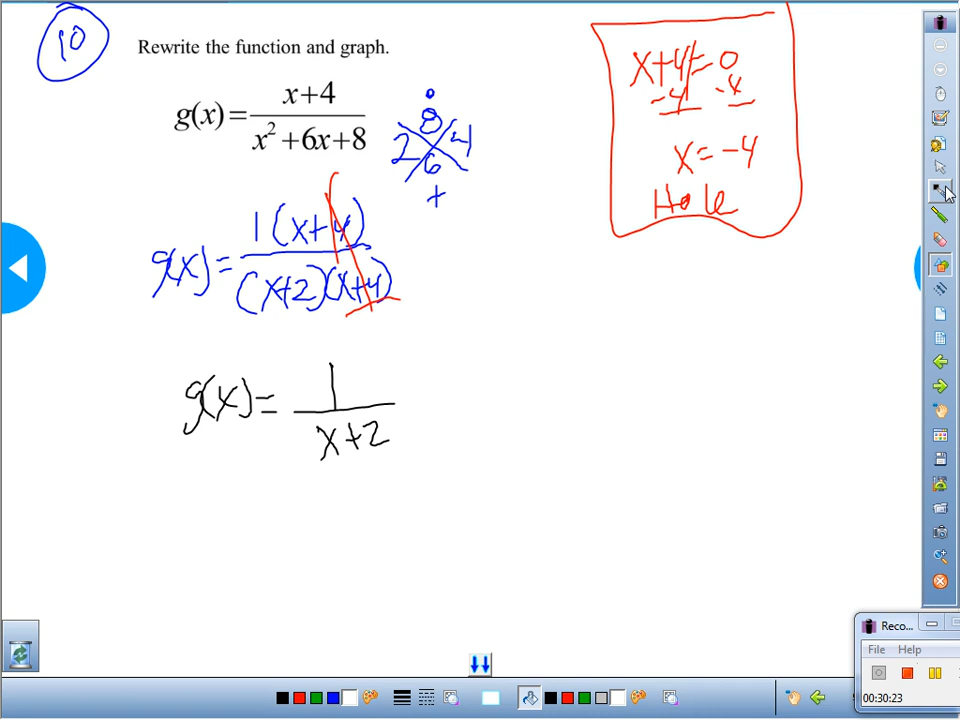 10
Rewrite the function and graph.
g(x)= x+4
x²+6x+8
8
2 4
6
+
x+4=0
-4 -4
x=-4
Hole
g(x)= 1(x+4)
(x+2)(x+4)
g(x)= 1
x+2
Reco...
File Help
00:30:23